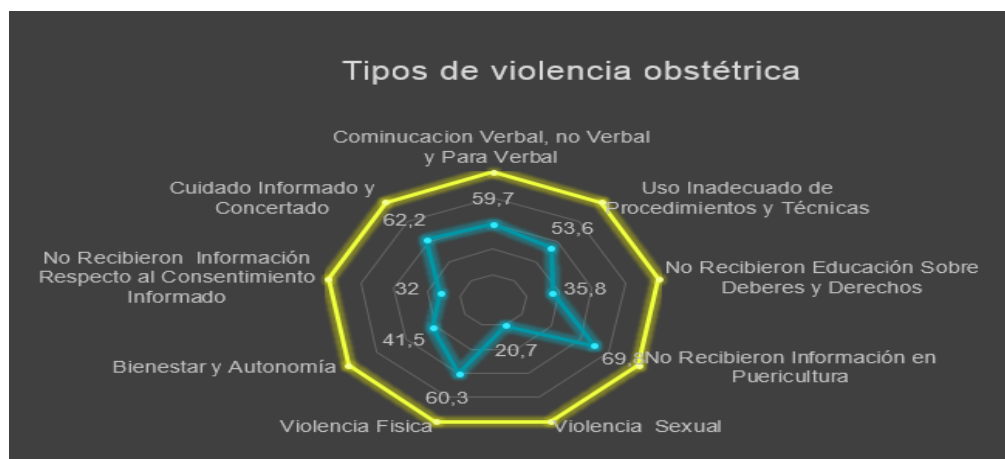 Tipos de violencia obstétrica
Cominucacion Verbal, no Verbal
y Para Verbal
59,7
Uso Inadecuado de
Procedimientos y Técnicas
53,6
No Recibieron Educación Sobre
Deberes y Derechos
35,8
No Recibieron Información en
Puericultura
69,8
Violencia Sexual
20,7
Violencia Fisica
60,3
Bienestar y Autonomía
41,5
No Recibieron Información
Respecto al Consentimiento
Informado
32
Cuidado Informado y
Concertado
62,2